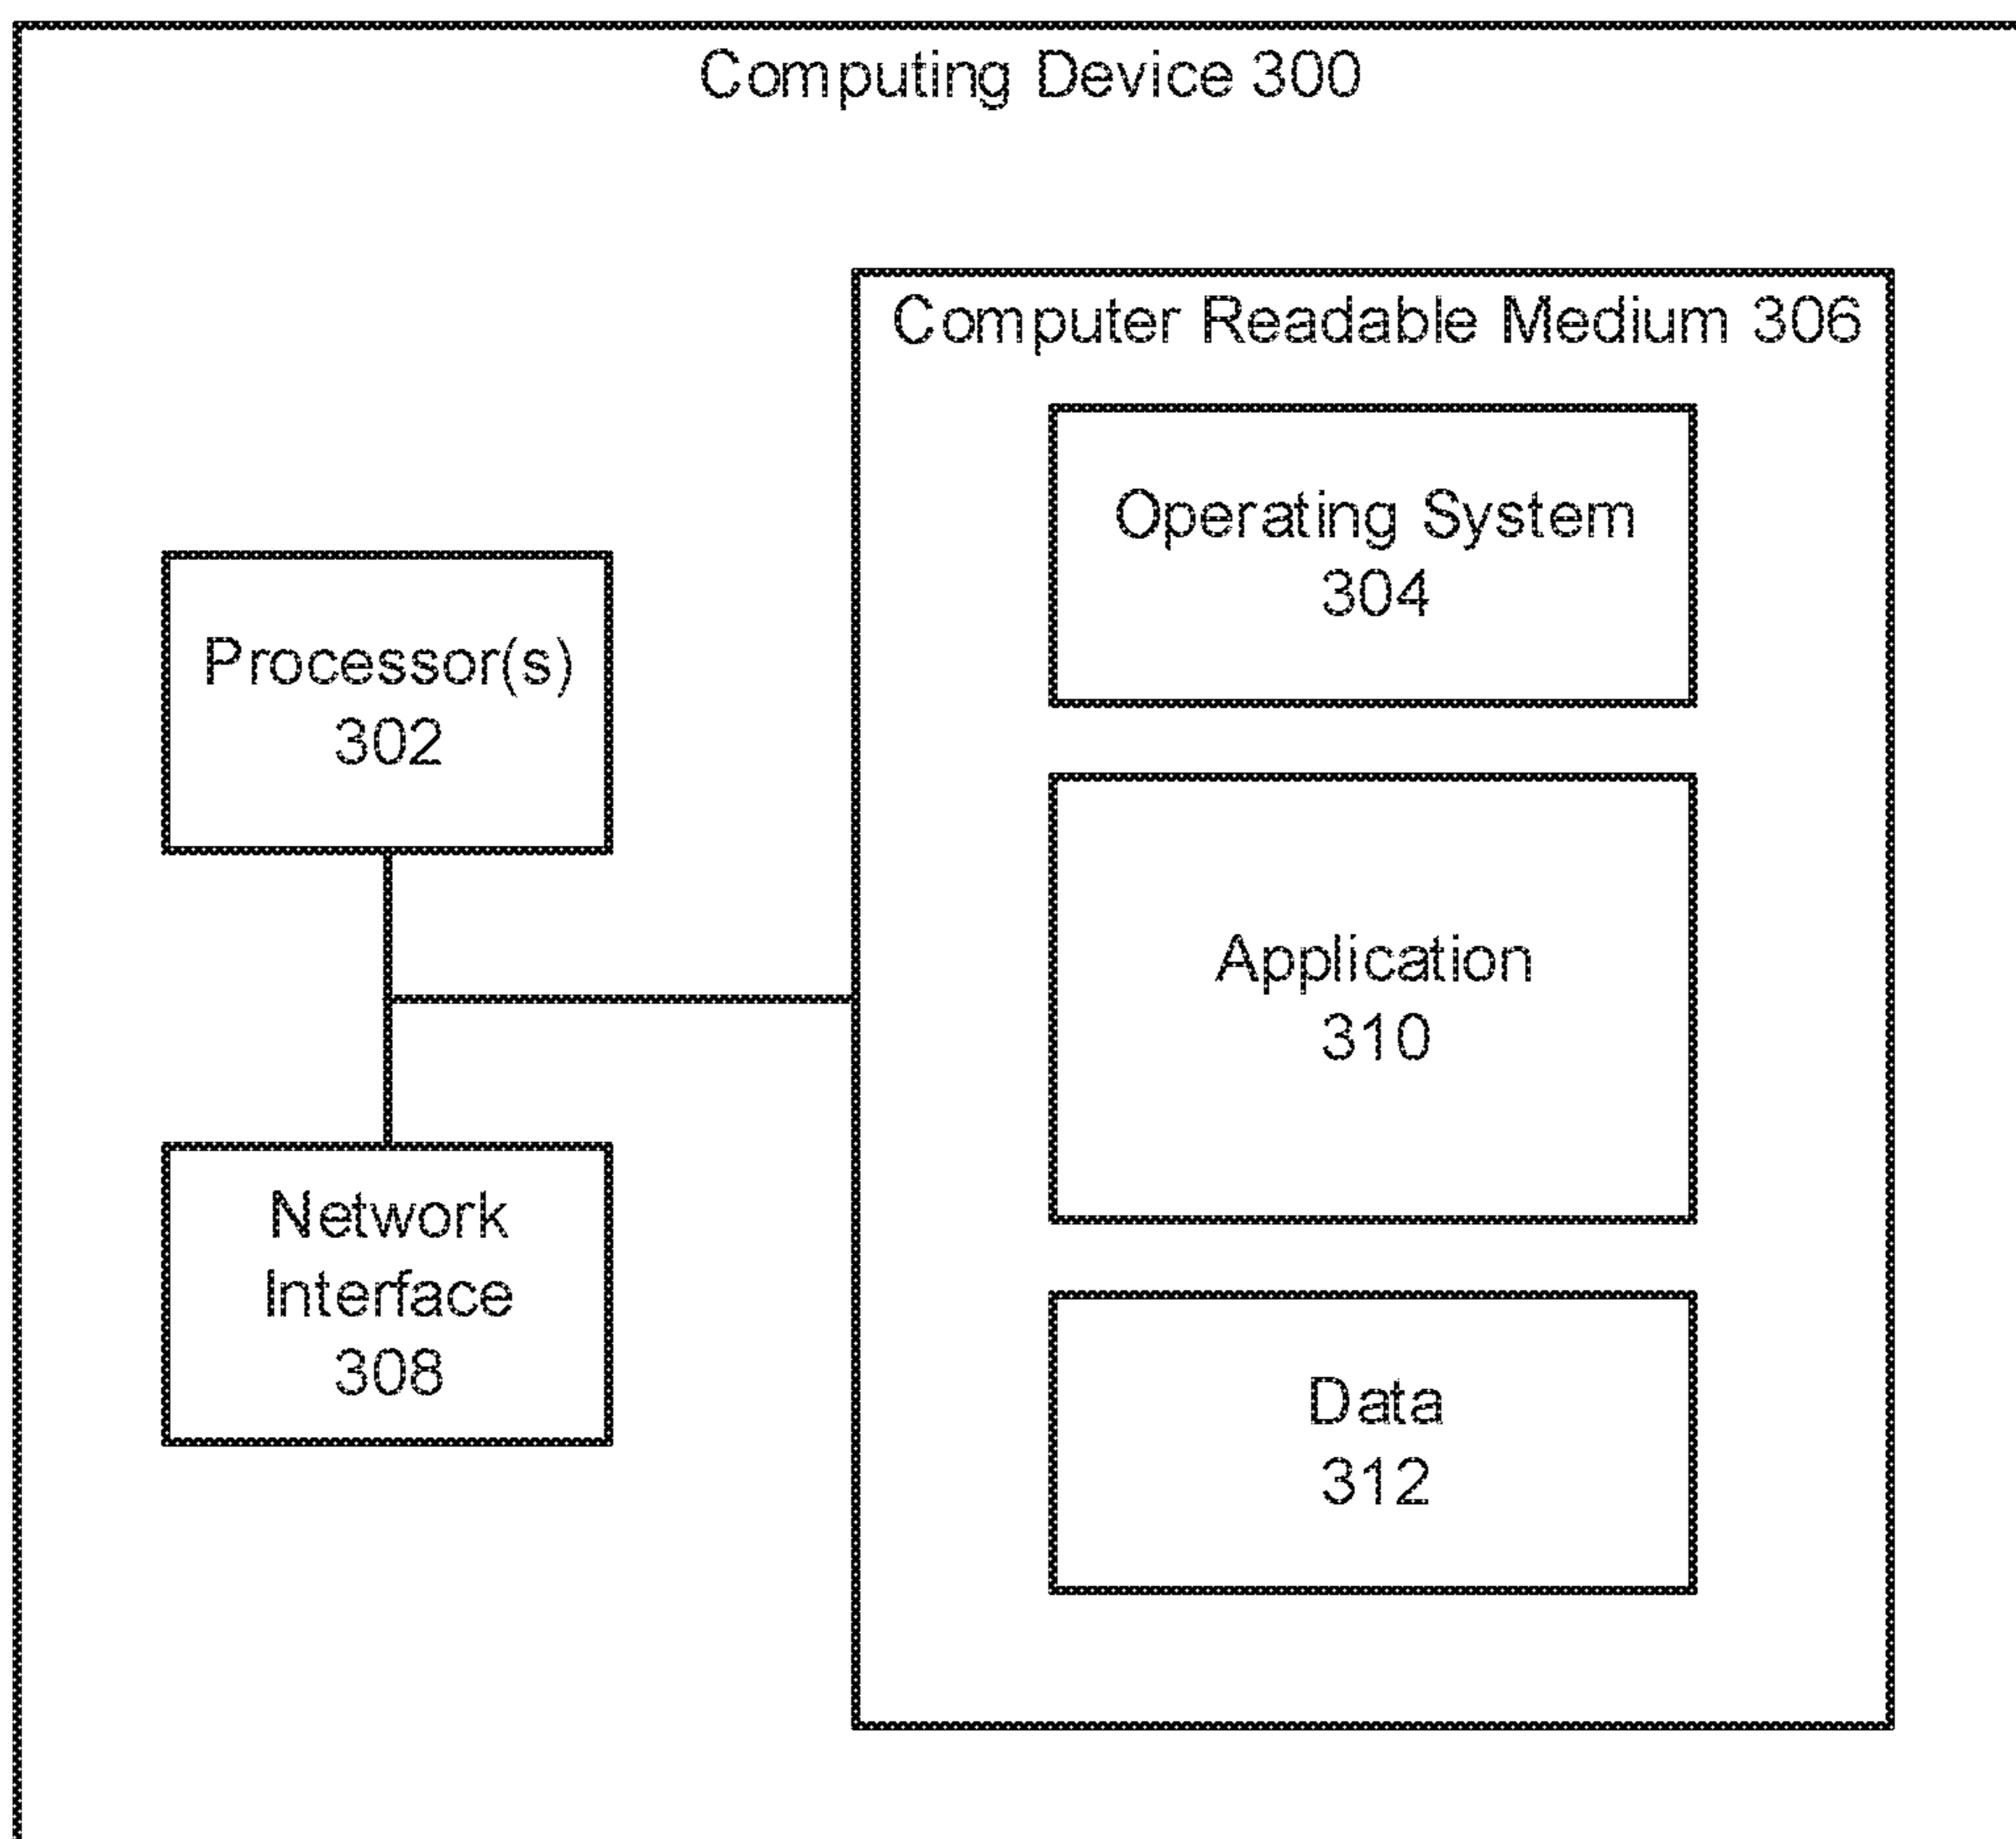 Computing Device 300
Computer Readable Medium 306
Operating System
304
Processor(s)
302
Application
310
Network
Interface
308
Data
312